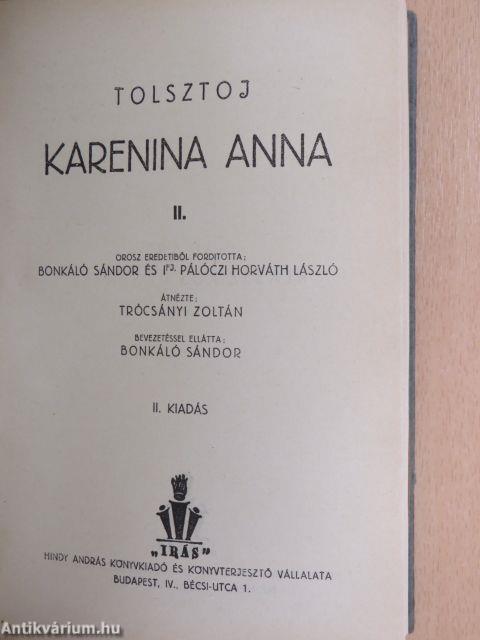 TOLSZTOJ
KARENINA ANNA
II.
OROSZ EREDETIBŐL FORDITOTTA:
BONKÁLÓ SÁNDOR ÉS IFJ. PÁLÓCZI HORVÁTH LÁSZLÓ
ÁTNÉZTE:
TRÓCSÁNYI ZOLTÁN
BEVEZETÉSSEL ELLÁTTA:
BONKÁLÓ SÁNDOR
II. KIADÁS
„IRÁS"
HINDY ANDRÁS KÖNYVKIADÓ ÉS KÖNYVTERJESZTŐ VÁLLALATA
BUDAPEST, IV., BÉCSI-UTCA 1.
Antikvárium.hu